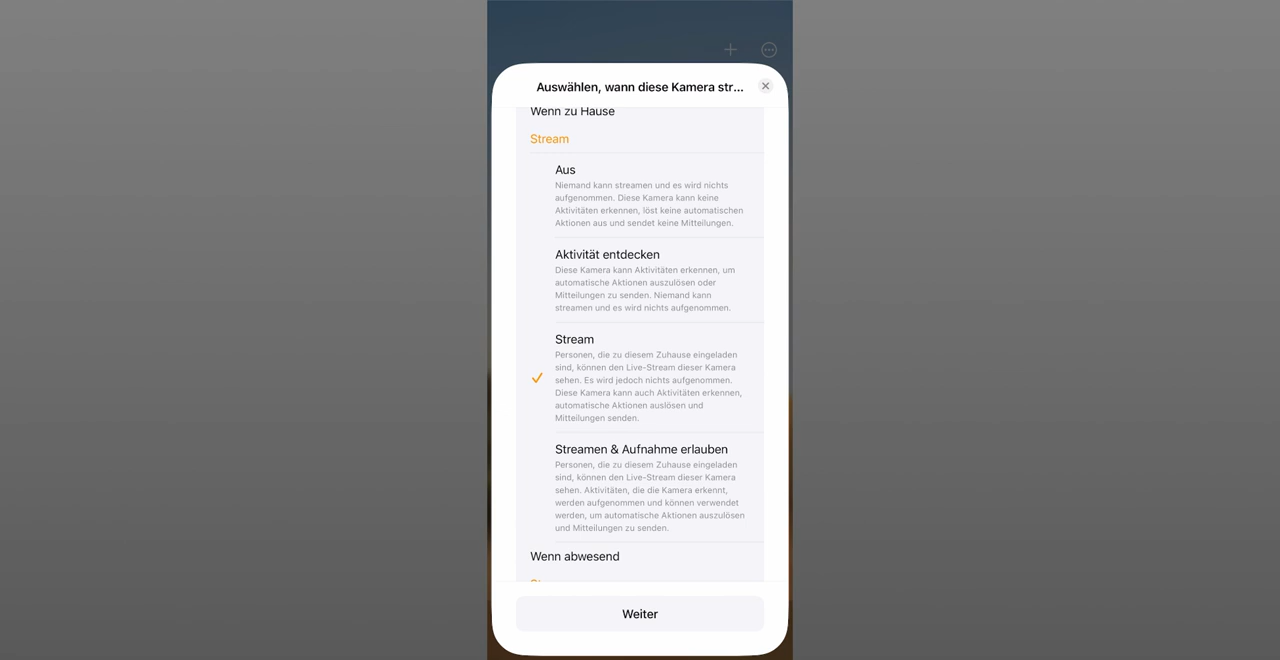 Auswählen, wann diese Kamera str...
Wenn zu Hause
Stream
Aus
Niemand kann streamen und es wird nichts
aufgenommen. Diese Kamera kann keine
Aktivitäten erkennen, löst keine automatischen
Aktionen aus und sendet keine Mitteilungen.
Aktivität entdecken
Diese Kamera kann Aktivitäten erkennen, um
automatische Aktionen auszulösen oder
Mitteilungen zu senden. Niemand kann
streamen und es wird nichts aufgenommen.
Stream
Personen, die zu diesem Zuhause eingeladen
sind, können den Live-Stream dieser Kamera
sehen. Es wird jedoch nichts aufgenommen.
Diese Kamera kann auch Aktivitäten erkennen,
automatische Aktionen auslösen und
Mitteilungen senden.
Streamen & Aufnahme erlauben
Personen, die zu diesem Zuhause eingeladen
sind, können den Live-Stream dieser Kamera
sehen. Aktivitäten, die die Kamera erkennt,
werden aufgenommen und können verwendet
werden, um automatische Aktionen auszulösen
und Mitteilungen zu senden.
Wenn abwesend
Weiter